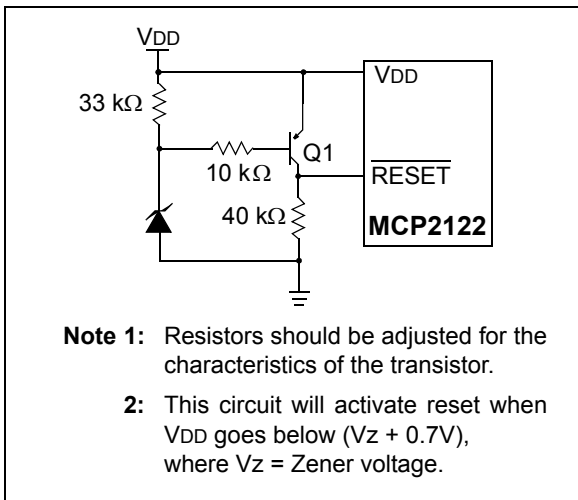 VDD
VDD
33 kΩ
Q1
10 kΩ
RESET
40 kΩ
MCP2122
Note 1: Resistors should be adjusted for the
characteristics of the transistor.
2: This circuit will activate reset when
VDD goes below (Vz + 0.7V),
where Vz = Zener voltage.